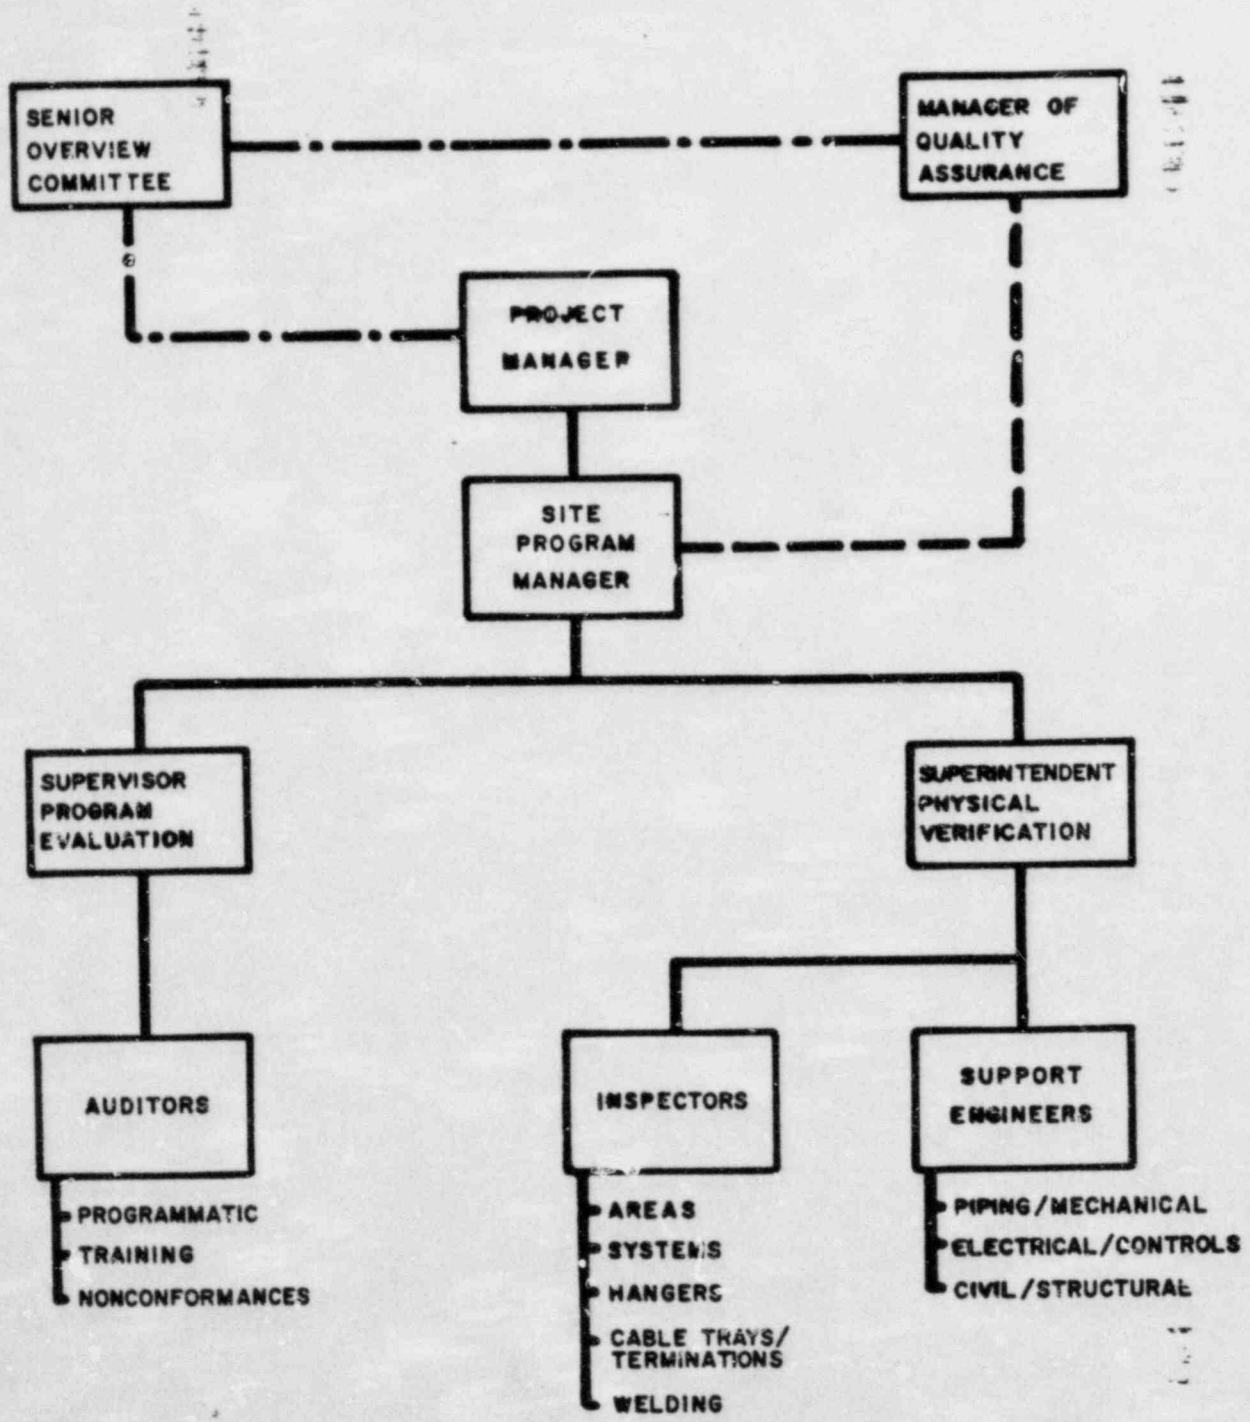 SENIOR
OVERVIEW
COMMITTEE
MANAGER OF
QUALITY
ASSURANCE
PROJECT
MANAGER
SITE
PROGRAM
MANAGER
SUPERVISOR
PROGRAM
EVALUATION
SUPERINTENDENT
PHYSICAL
VERIFICATION
AUDITORS
PROGRAMMATIC
TRAINING
NONCONFORMANCES
INSPECTORS
AREAS
SYSTEMS
HANGERS
CABLE TRAYS/
TERMINATIONS
WELDING
SUPPORT
ENGINEERS
PIPING/MECHANICAL
ELECTRICAL/CONTROLS
CIVIL/STRUCTURAL